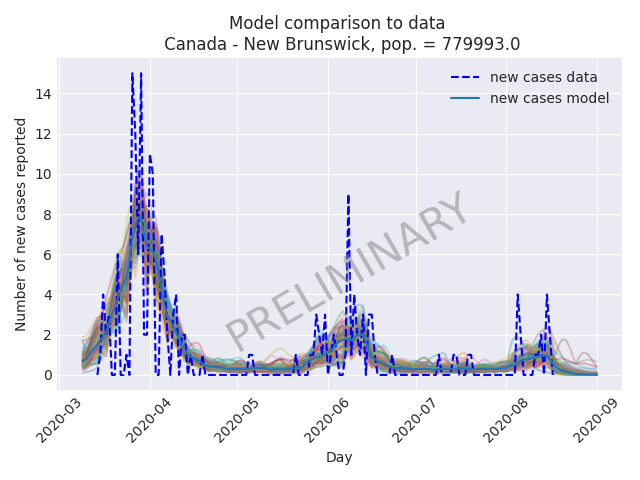 Model comparison to data
Canada - New Brunswick, pop. = 779993.0
new cases data
new cases model
Number of new cases reported
14
12
10
8
6
4
2
0
PRELIMINARY
2020-03
2020-04
2020-05
2020-06
2020-07
2020-08
2020-09
Day